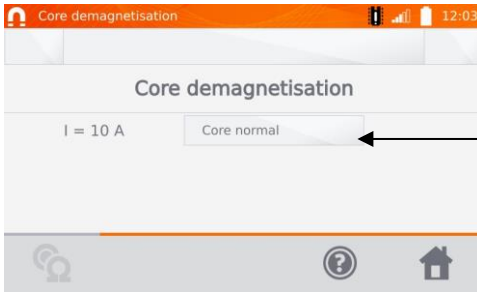 Core demagnetisation 12:03
Core demagnetisation
I = 10 A Core normal